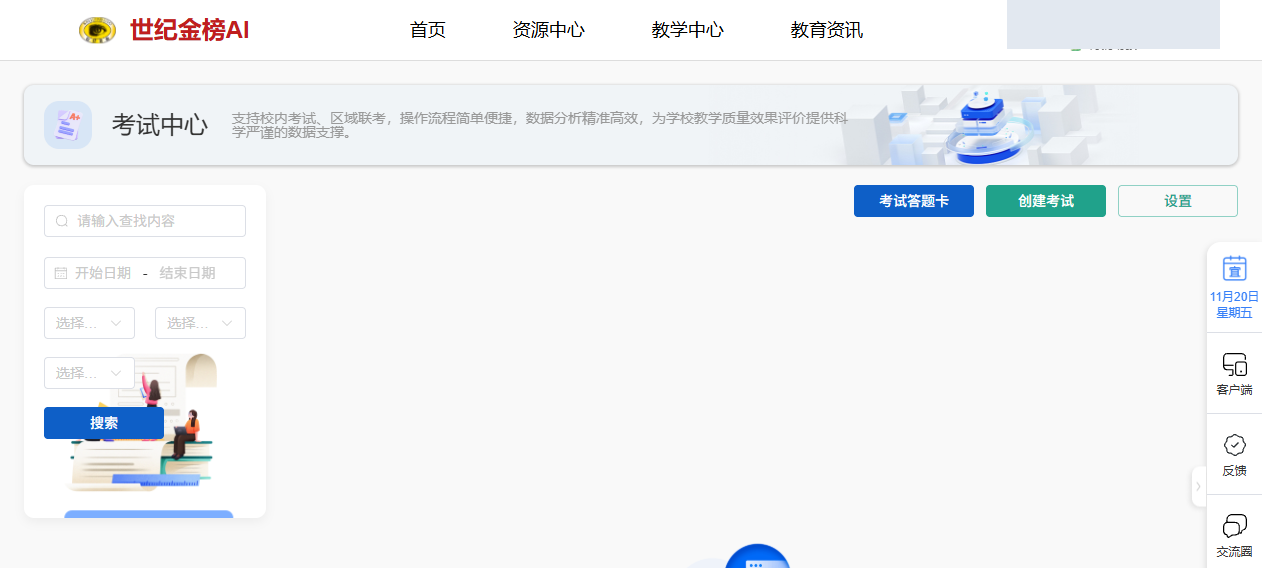 世纪金榜AI
首页
资源中心
教学中心
教育资讯
考试中心
支持校内考试、区域联考，操作流程简单便捷，数据分析精准高效，为学校教学质量效果评价提供科
学严谨的数据支撑。
请输入查找内容
开始日期 - 结束日期
选择...
选择...
选择...
搜索
考试答题卡
创建考试
设置
宜
11月20日
星期五
客户端
反馈
交流圈